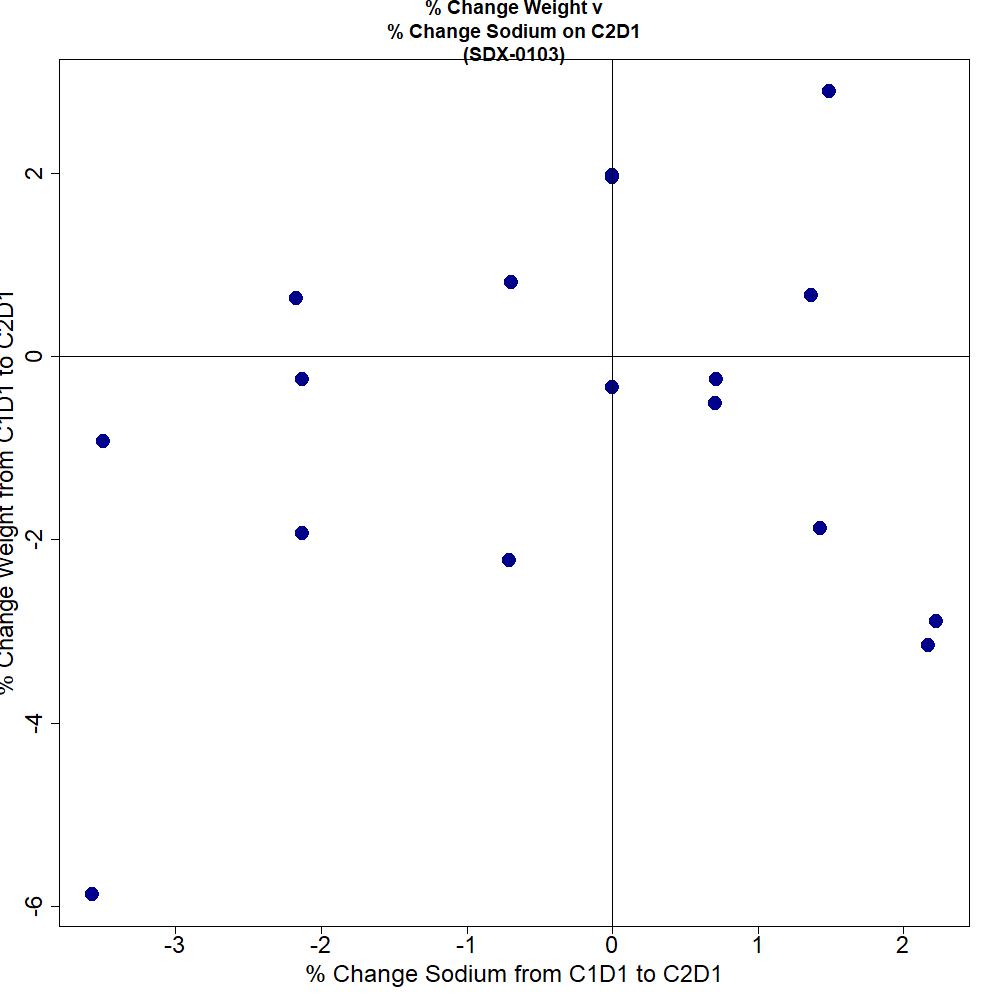 % Change Weight v
% Change Sodium on C2D1
(SDX-0103)
% Change Weight from C1D1 to C2D1
2
0
-2
-4
-6
-3
-2
-1
0
1
2
% Change Sodium from C1D1 to C2D1